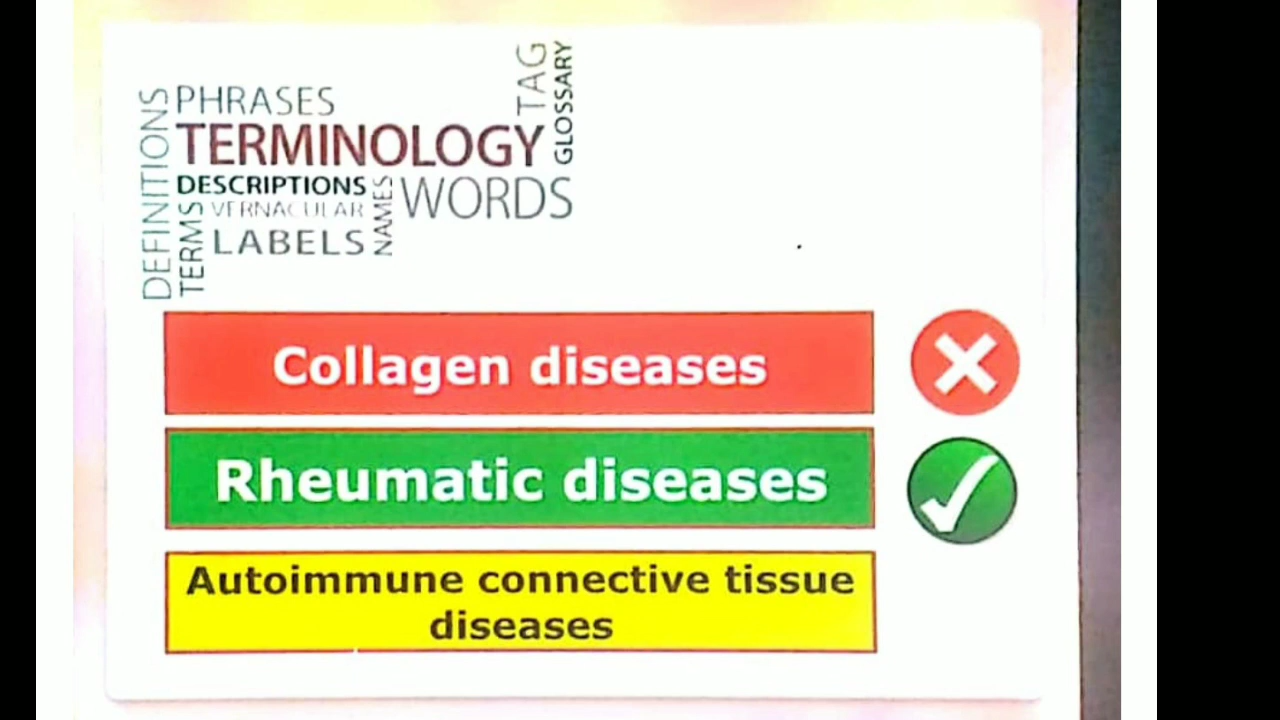 DEFINITIONS
PHRASES
TAG
GLOSSARY
TERMINOLOGY
DESCRIPTIONS
VERNACULAR
NAMES
WORDS
TERMS
LABELS
Collagen diseases
Rheumatic diseases
Autoimmune connective tissue
diseases